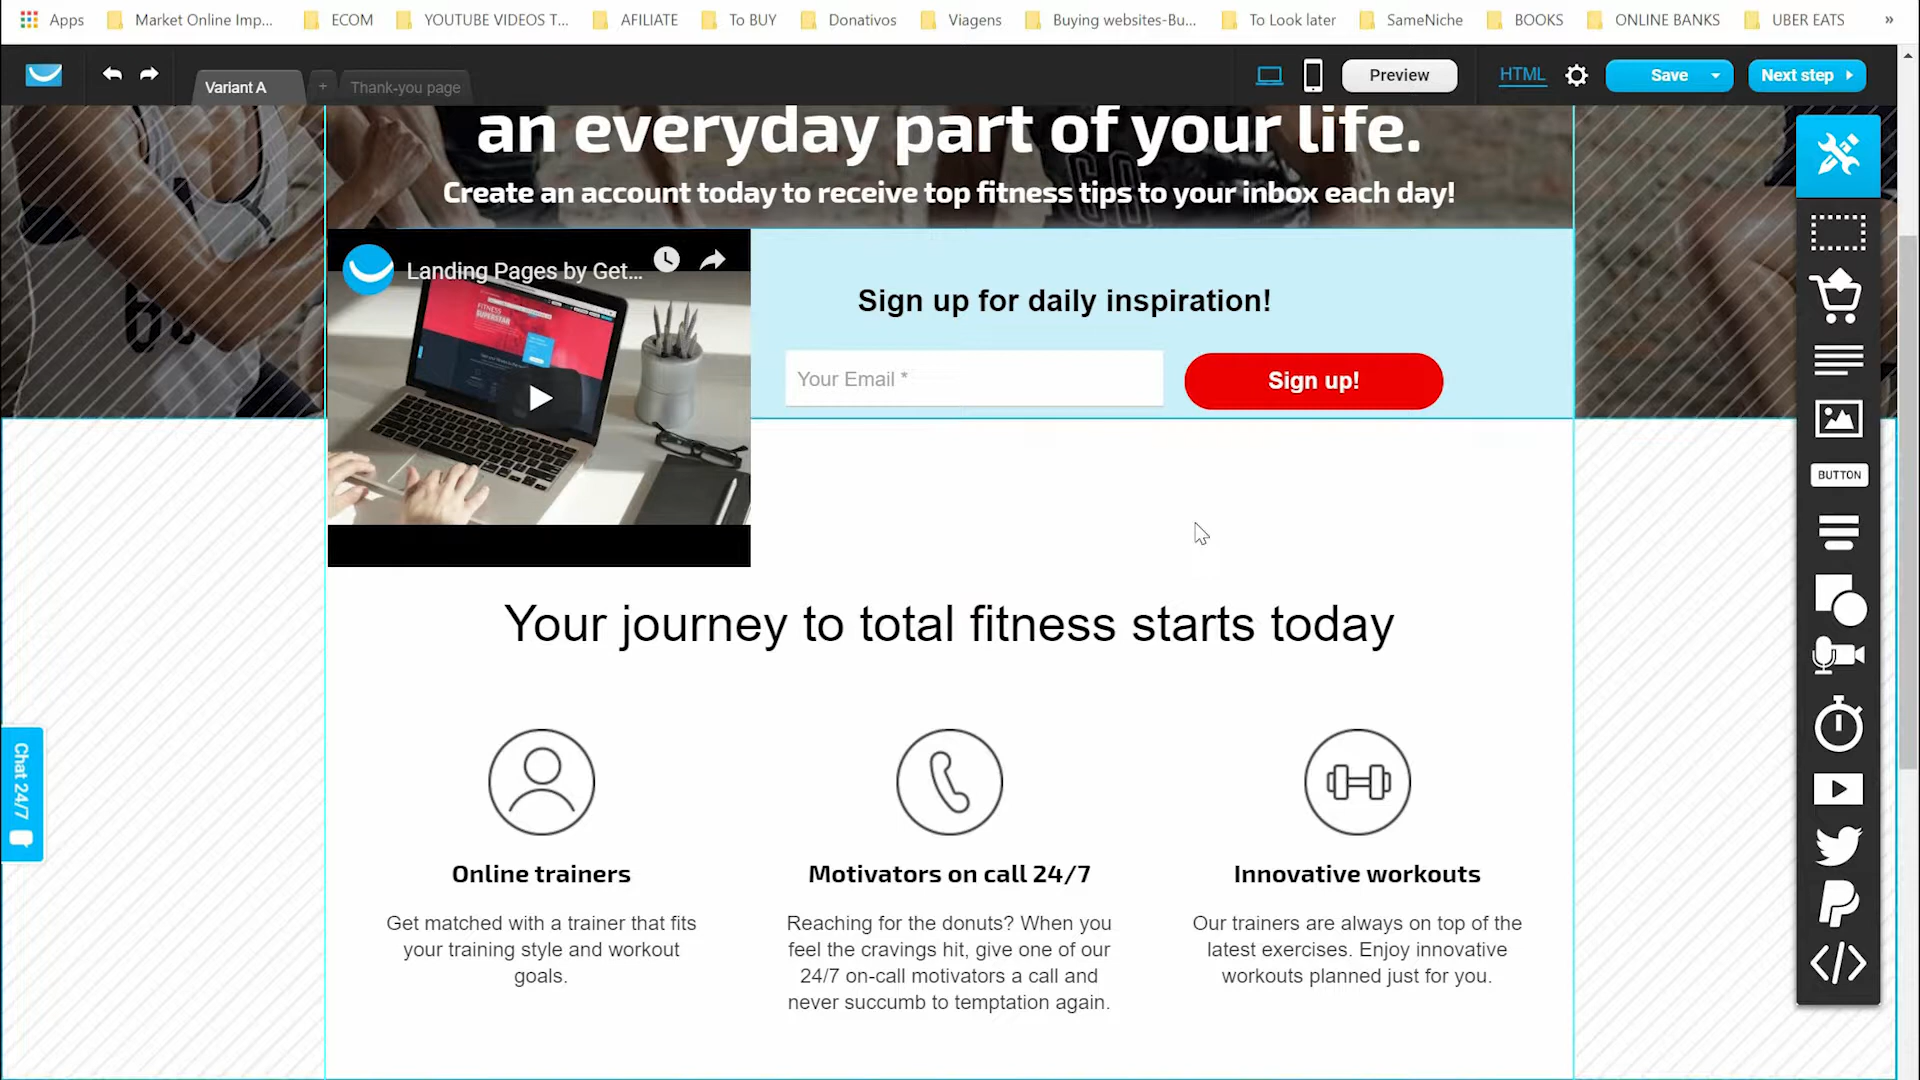 Apps Market Online Imp... ECOM YOUTUBE VIDEOS T... AFILIATE To BUY Donativos Viagens Buying websites-Bu... To Look later SameNiche BOOKS ONLINE BANKS UBER EATS »
Variant A + Thank-you page Preview HTML Save Next step
an everyday part of your life.
Create an account today to receive top fitness tips to your inbox each day!
Landing Pages by Get...
FITNESS
SUPERSTAR
Sign up for daily inspiration!
Your Email * Sign up!
BUTTON
Your journey to total fitness starts today
Chat 24/7
Online trainers
Get matched with a trainer that fits
your training style and workout
goals.
Motivators on call 24/7
Reaching for the donuts? When you
feel the cravings hit, give one of our
24/7 on-call motivators a call and
never succumb to temptation again.
Innovative workouts
Our trainers are always on top of the
latest exercises. Enjoy innovative
workouts planned just for you.